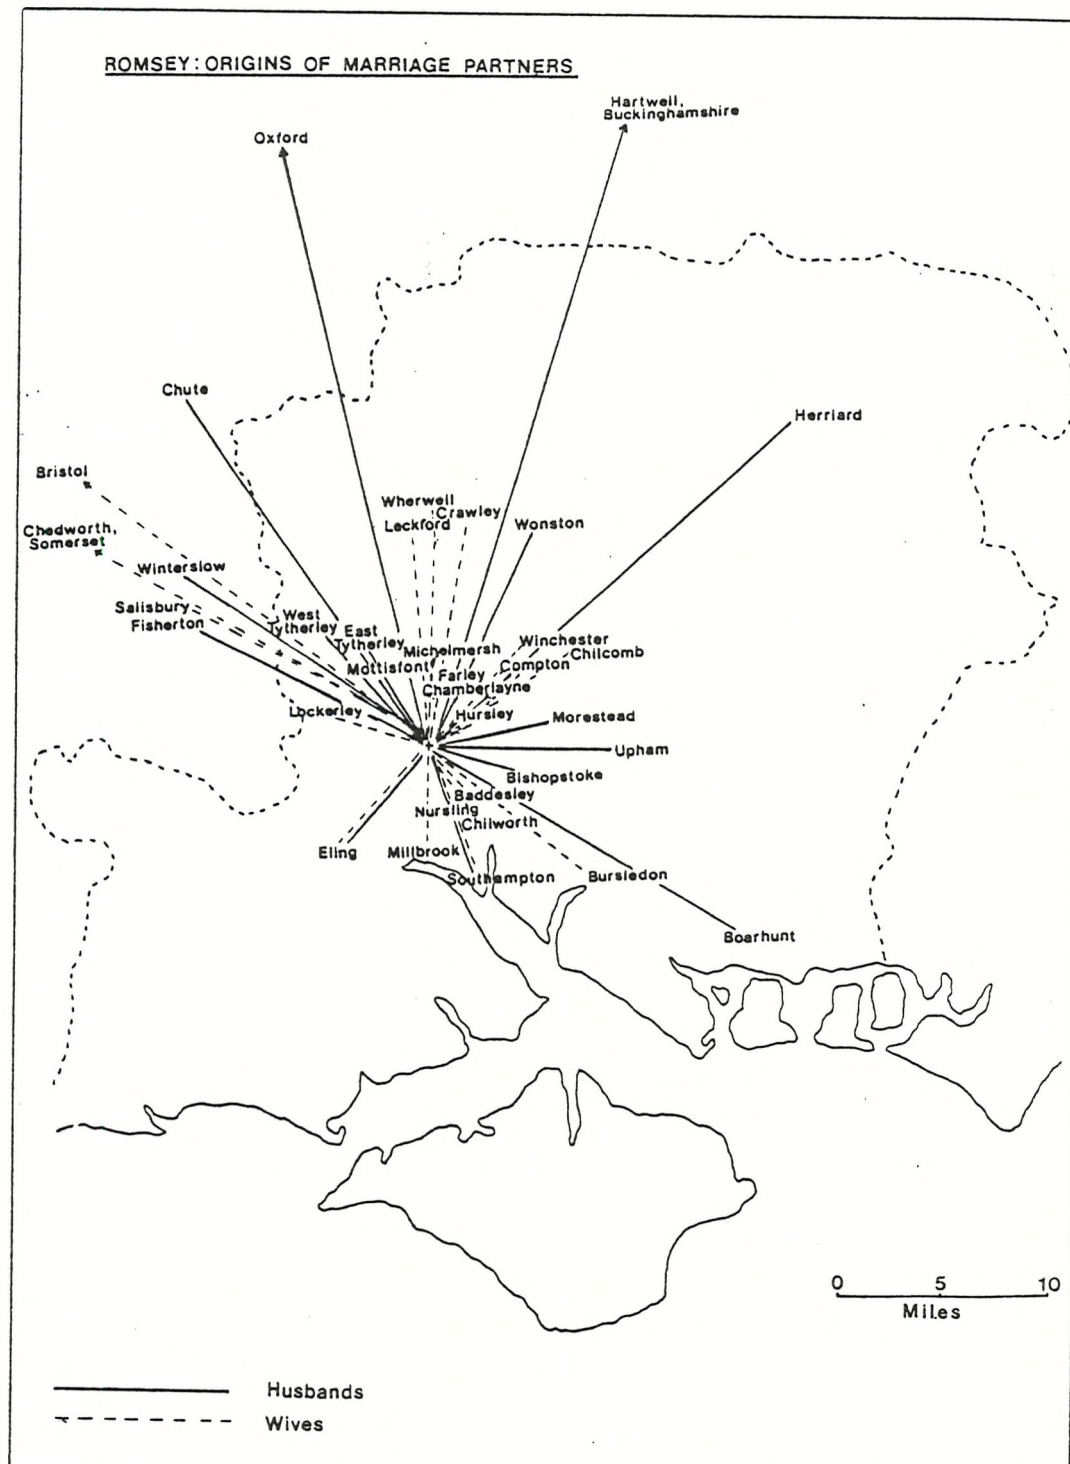 ROMSEY: ORIGINS OF MARRIAGE PARTNERS
Hartwell,
Buckinghamshire
Oxford
Chute
Herriard
Bristol
Wherwell
Crawley
Leckford
Wonston
Chedworth,
Somerset
Winterslow
Salisbury
Fisherton
West
Tytherley
East
Tytherley
Michelmersh
Winchester
Chilcomb
Mottisfont
Farley
Chamberlayne
Compton
Lockerley
Hursley
Morestead
Upham
Bishopstoke
Baddesley
Nursling
Chilworth
Eling
Millbrook
Southampton
Bursledon
Boarhunt
0 5 10
Miles
Husbands
Wives